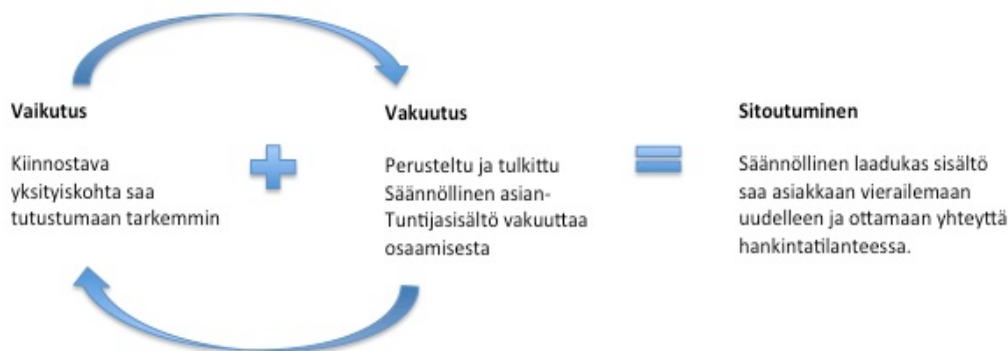 Vaikutus
Kiinnostava
yksityiskohta saa
tutustumaan tarkemmin
Vakuutus
Perusteltu ja tulkittu
Säännöllinen asian-
Tuntijasisältö vakuuttaa
osaamisesta
Sitoutuminen
Säännöllinen laadukas sisältö
saa asiakkaan vierailemaan
uudelleen ja ottamaan yhteyttä
hankintatilanteessa.